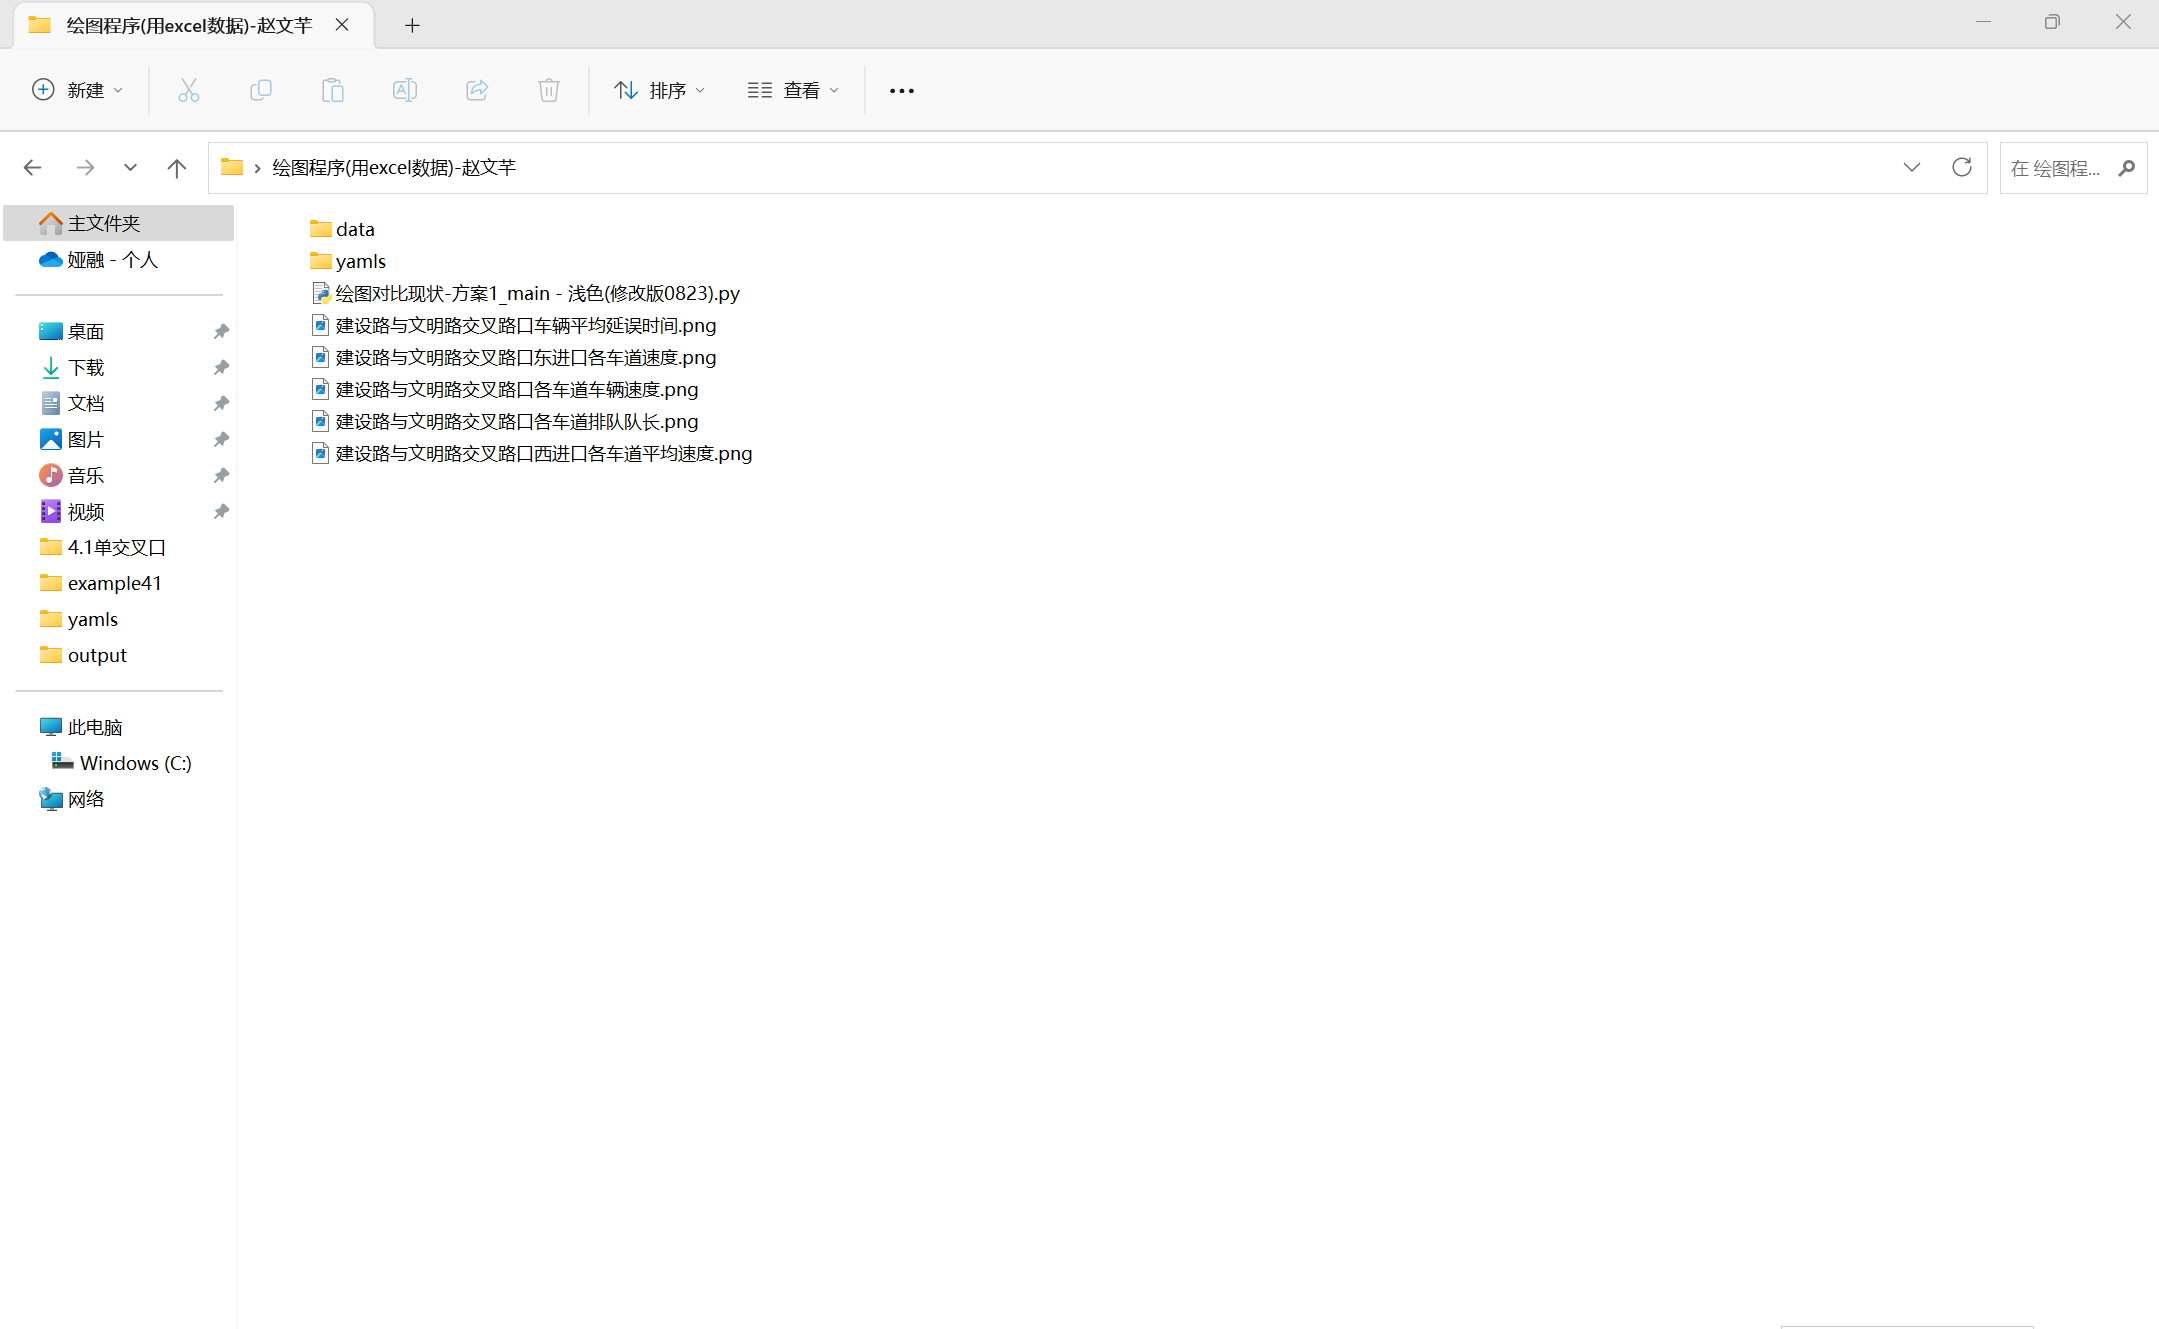 绘图程序(用excel数据)-赵文芊
新建
排序
查看
绘图程序(用excel数据)-赵文芊
在 绘图程...
主文件夹
娅融 - 个人
桌面
下载
文档
图片
音乐
视频
4.1单交叉口
example41
yamls
output
此电脑
Windows (C:)
网络
data
yamls
绘图对比现状-方案1_main - 浅色(修改版0823).py
建设路与文明路交叉路口车辆平均延误时间.png
建设路与文明路交叉路口东进口各车道速度.png
建设路与文明路交叉路口各车道车辆速度.png
建设路与文明路交叉路口各车道排队队长.png
建设路与文明路交叉路口西进口各车道平均速度.png